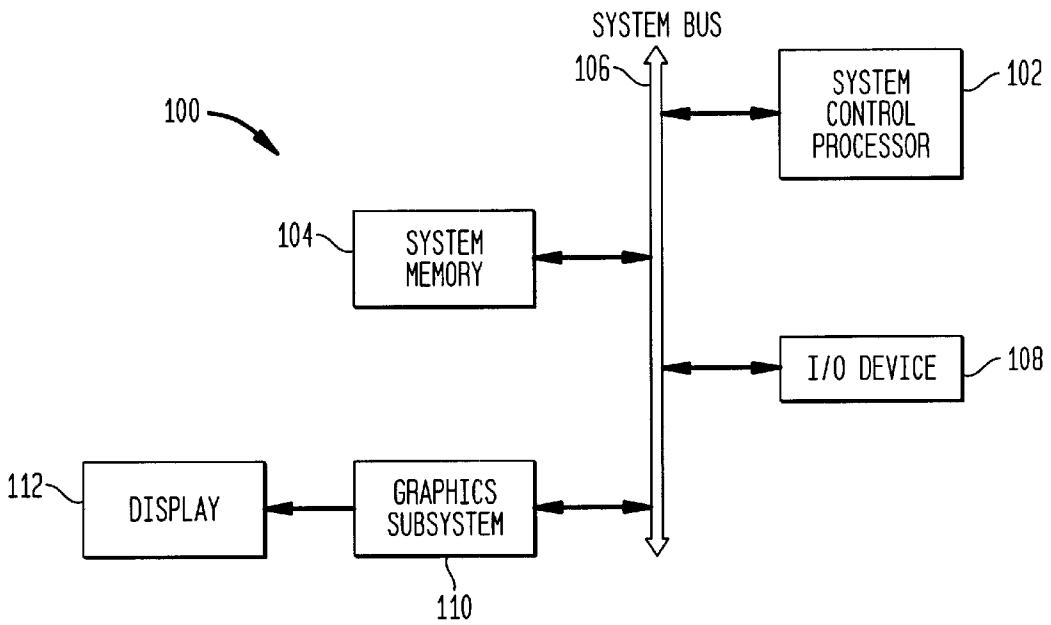 SYSTEM BUS
106
SYSTEM
CONTROL
PROCESSOR
102
100
104
SYSTEM
MEMORY
I/O DEVICE
108
112
DISPLAY
GRAPHICS
SUBSYSTEM
110